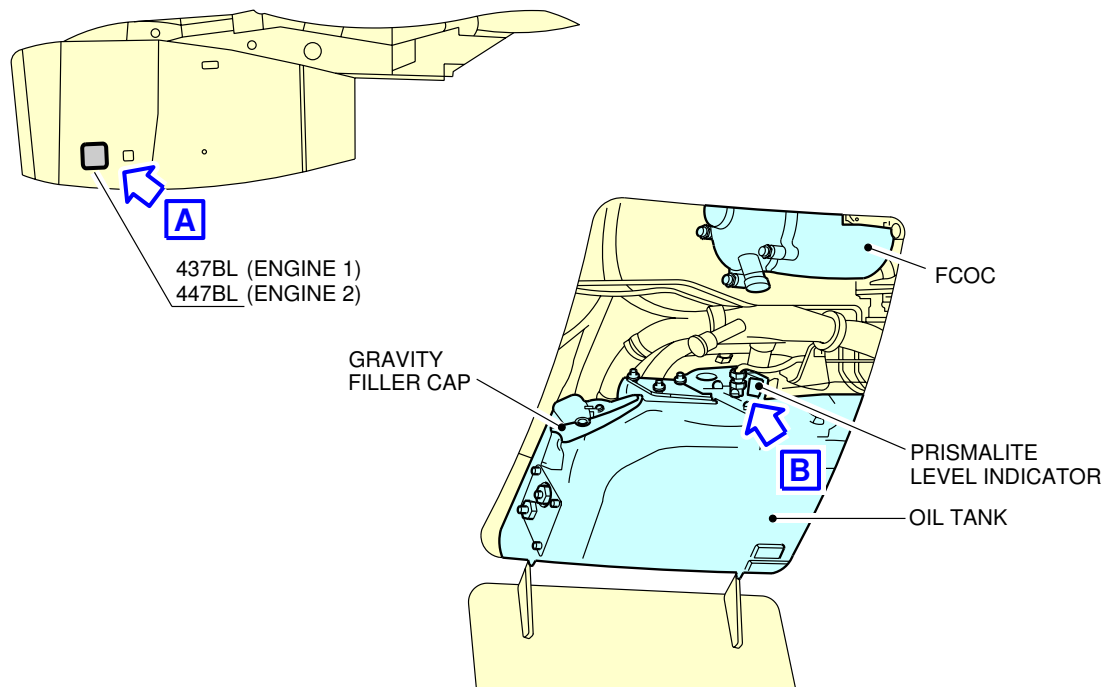 A
437BL (ENGINE 1)
447BL (ENGINE 2)
FCOC
GRAVITY
FILLER CAP
PRISMALITE
LEVEL INDICATOR
B
OIL TANK